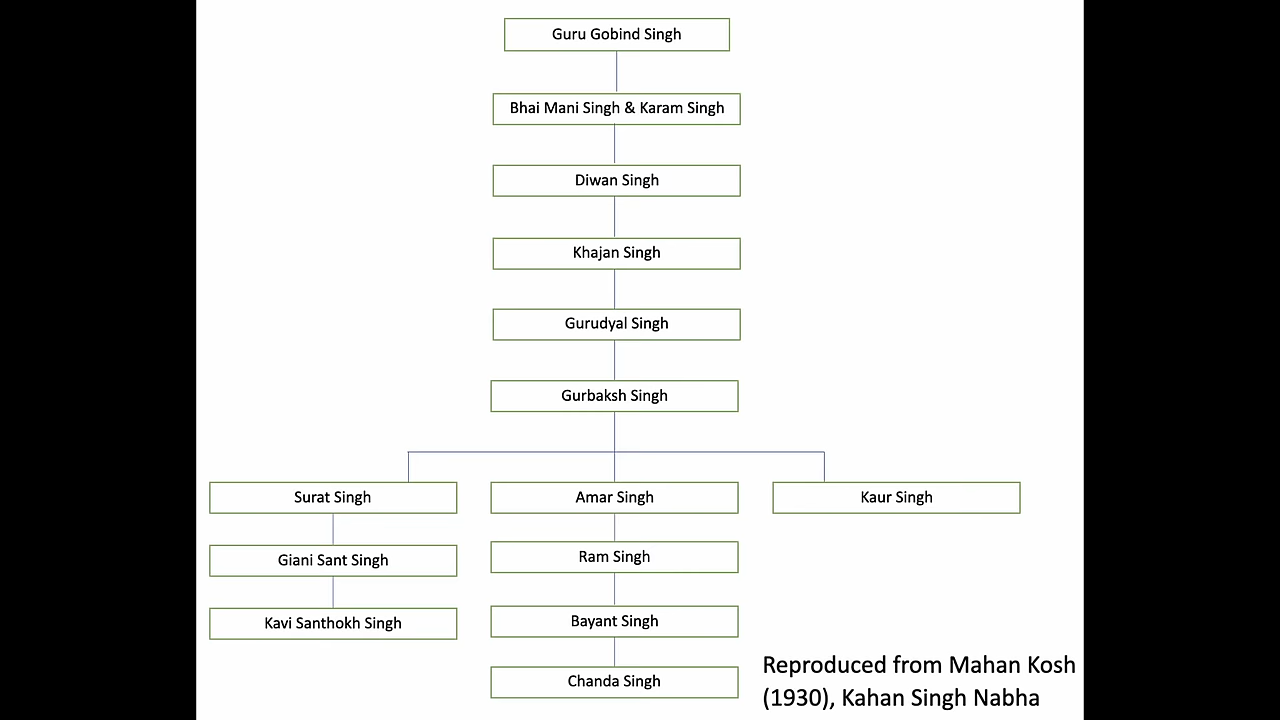 Guru Gobind Singh
Bhai Mani Singh & Karam Singh
Diwan Singh
Khajan Singh
Gurudyal Singh
Gurbaksh Singh
Surat Singh
Amar Singh
Kaur Singh
Giani Sant Singh
Ram Singh
Kavi Santhokh Singh
Bayant Singh
Chanda Singh
Reproduced from Mahan Kosh
(1930), Kahan Singh Nabha